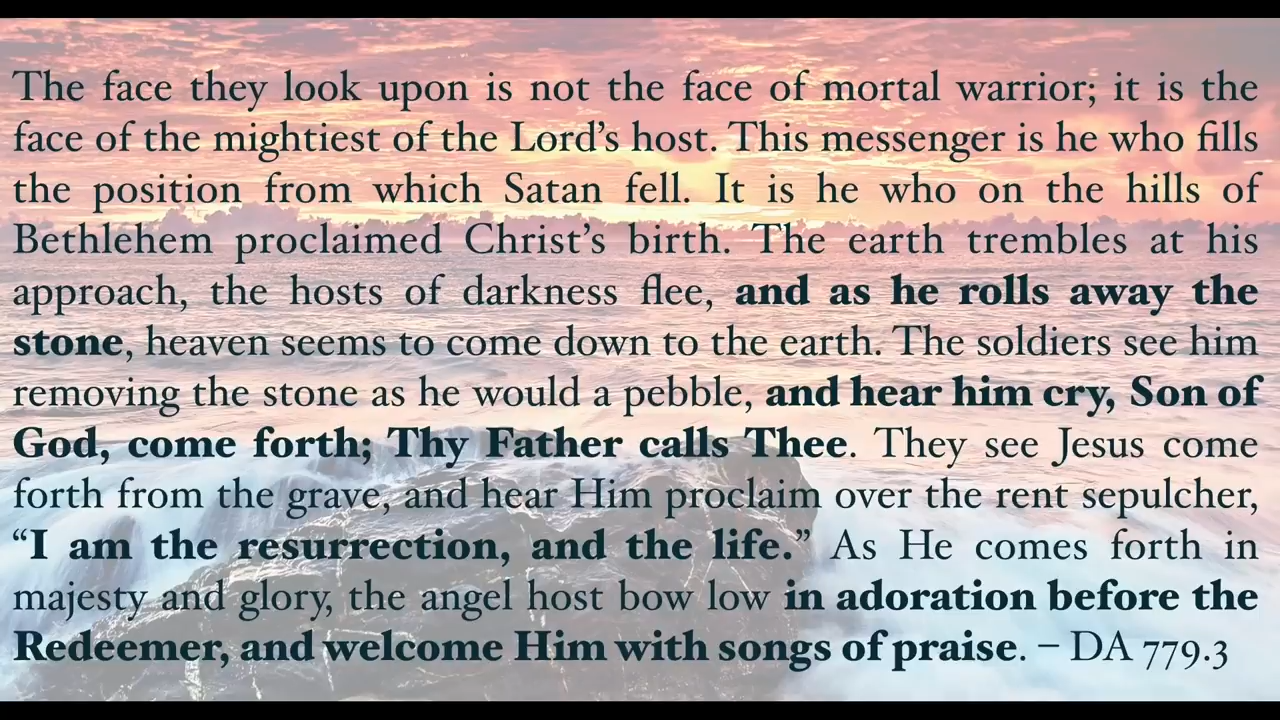 The face they look upon is not the face of mortal warrior; it is the
face of the mightiest of the Lord’s host. This messenger is he who fills
the position from which Satan fell. It is he who on the hills of
Bethlehem proclaimed Christ’s birth. The earth trembles at his
approach, the hosts of darkness flee, and as he rolls away the
stone, heaven seems to come down to the earth. The soldiers see him
removing the stone as he would a pebble, and hear him cry, Son of
God, come forth; Thy Father calls Thee. They see Jesus come
forth from the grave, and hear Him proclaim over the rent sepulcher,
“I am the resurrection, and the life.” As He comes forth in
majesty and glory, the angel host bow low in adoration before the
Redeemer, and welcome Him with songs of praise. – DA 779.3